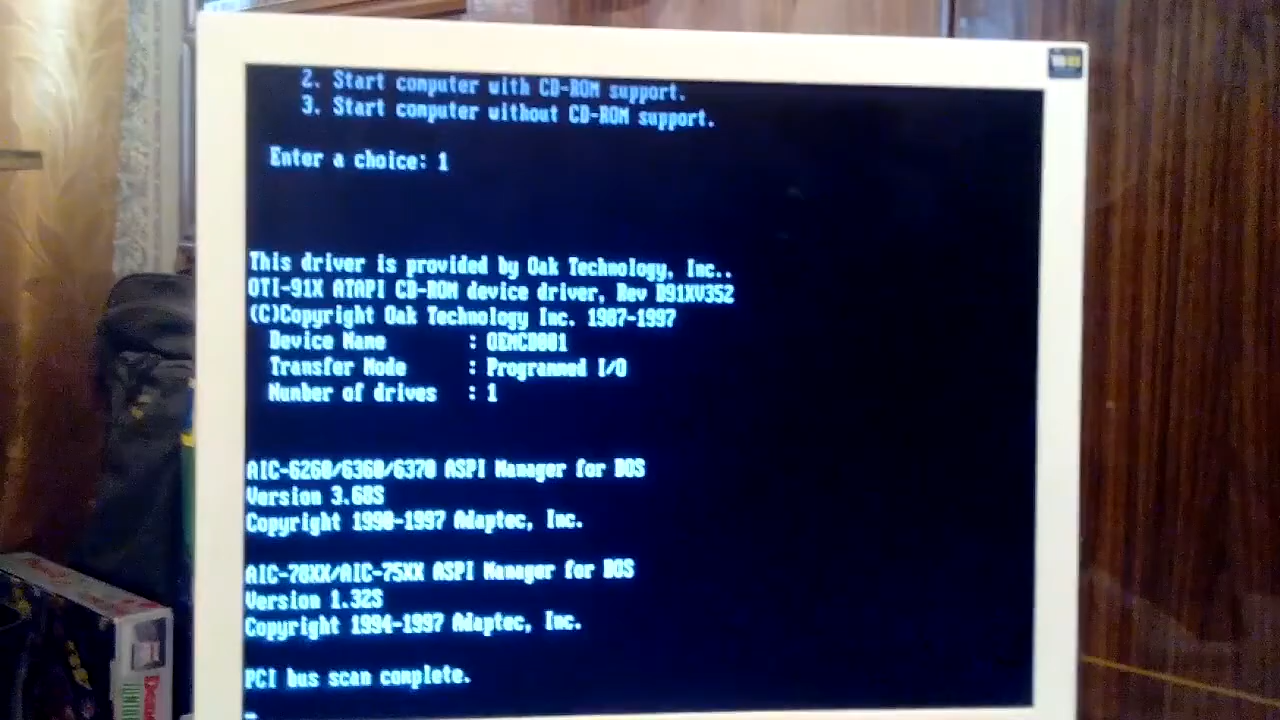 2. Start computer with CD-ROM support.
3. Start computer without CD-ROM support.
Enter a choice: 1
This driver is provided by Oak Technology, Inc..
OTI-91X ATAPI CD-ROM device driver, Rev D91XV352
(C)Copyright Oak Technology Inc. 1987-1997
Device Name : OEMCD001
Transfer Mode : Programmed I/O
Number of drives : 1
AIC-6260/6360/6370 ASPI Manager for DOS
Version 3.68S
Copyright 1990-1997 Adaptec, Inc.
AIC-78XX/AIC-75XX ASPI Manager for DOS
Version 1.32S
Copyright 1994-1997 Adaptec, Inc.
PCI bus scan complete.